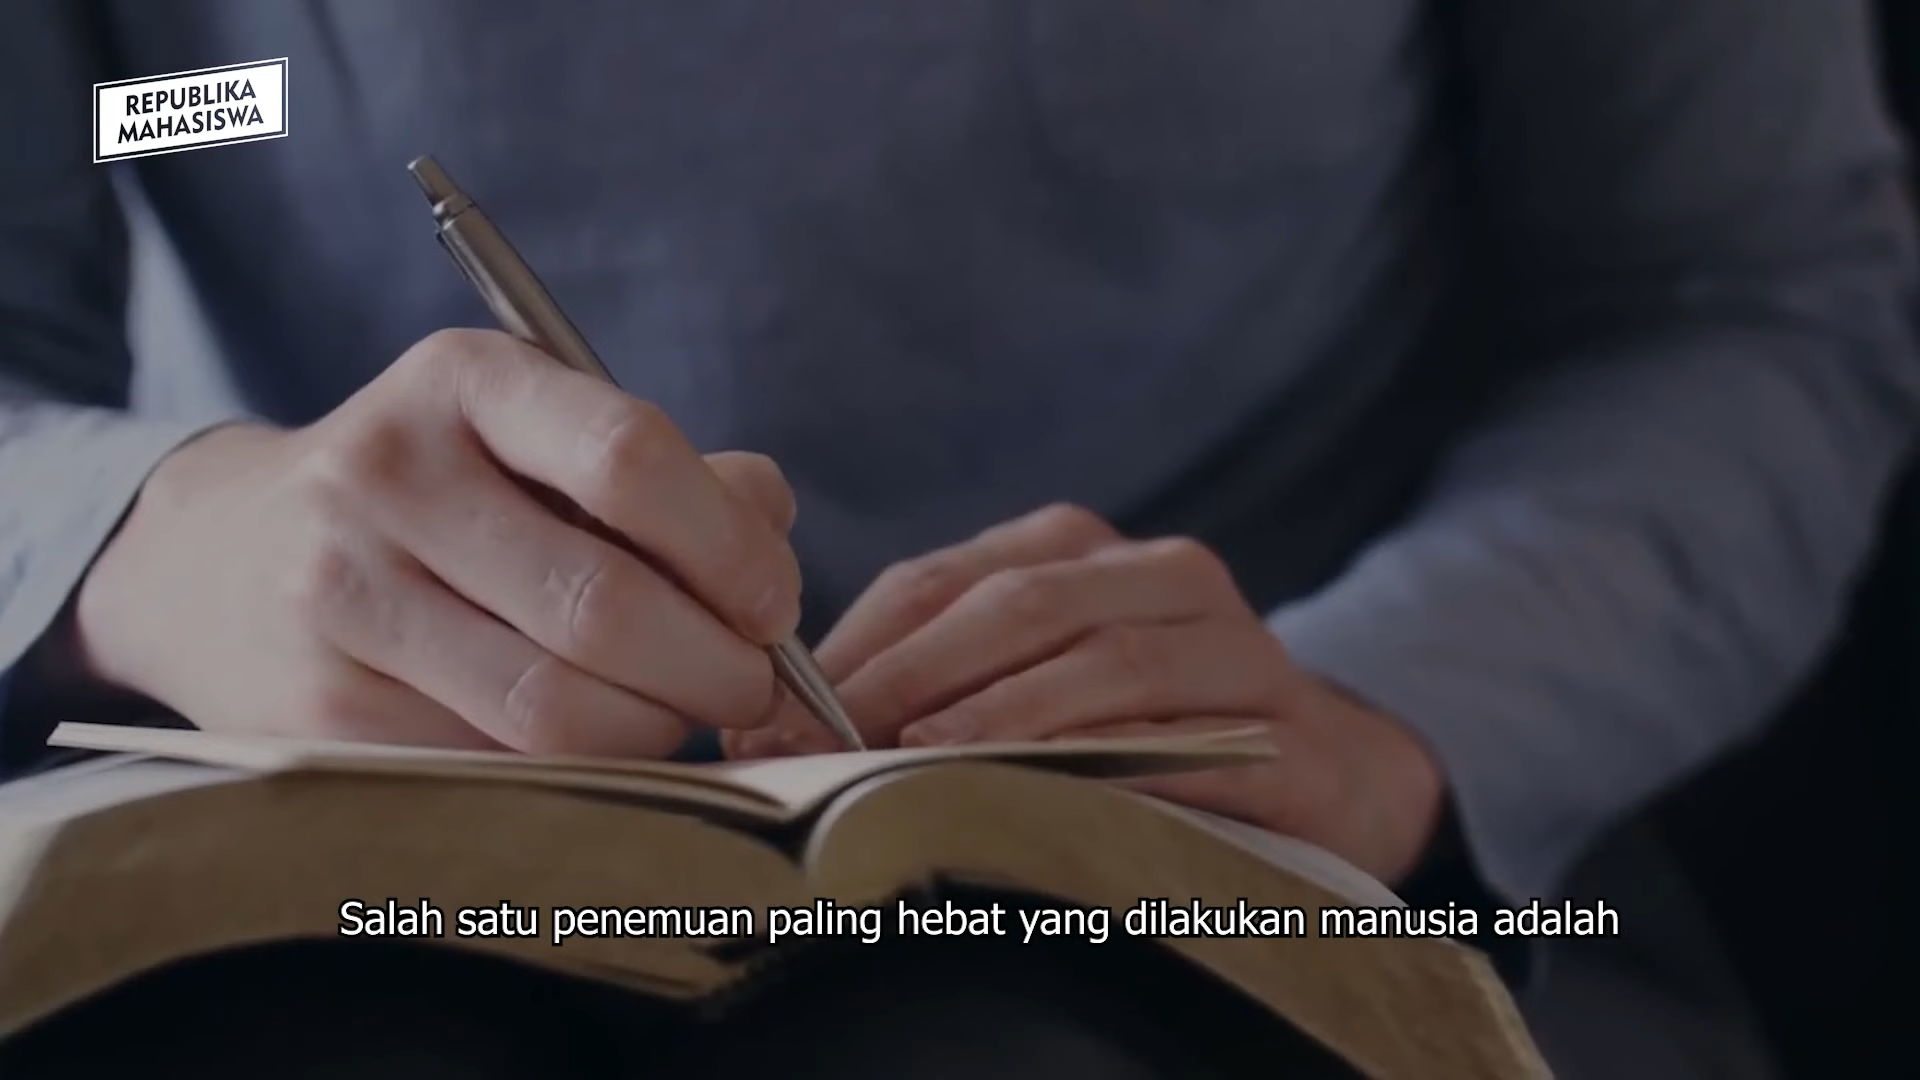 REPUBLIKA
MAHASISWA
Salah satu penemuan paling hebat yang dilakukan manusia adalah